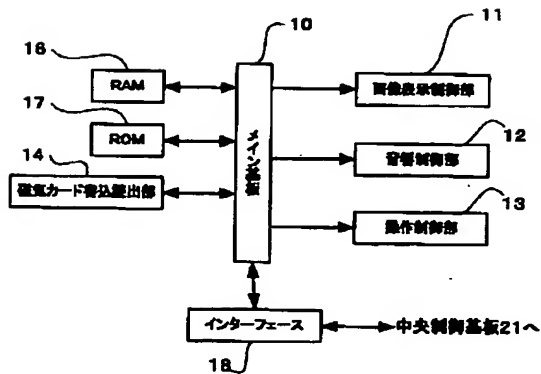 10
11
16
RAM
画像表示制御部
17
12
ROM
音響制御部
14
メイン制御部
磁気カード書込読出部
13
操作制御部
インターフェース
中央制御基板21へ
18